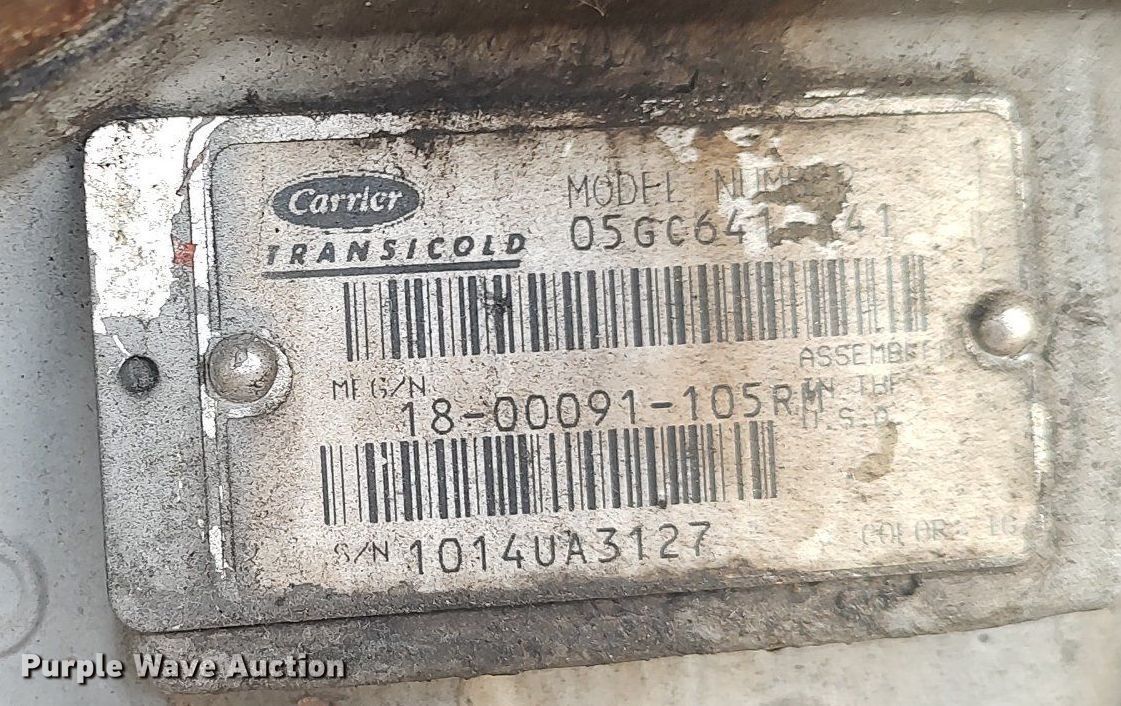 Carrier
TRANSICOLD
MODEL NUMBER
MFG/N
18-00091-105RM
ASSEMBLED
IN THE
U.S.A.
S/N 1014UA3127
COLOR:
Purple Wave Auction